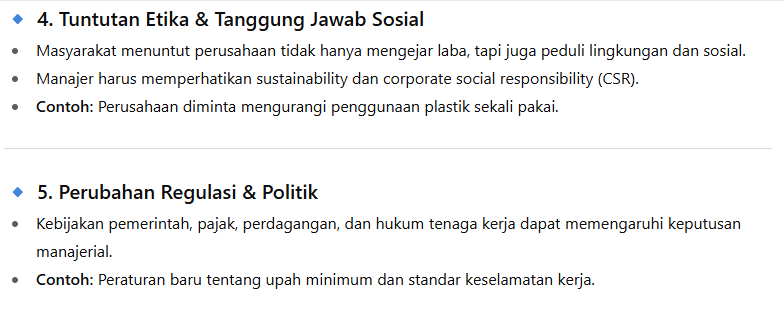 4. Tuntutan Etika & Tanggung Jawab Sosial
Masyarakat menuntut perusahaan tidak hanya mengejar laba, tapi juga peduli lingkungan dan sosial.
Manajer harus memperhatikan sustainability dan corporate social responsibility (CSR).
Contoh: Perusahaan diminta mengurangi penggunaan plastik sekali pakai.
5. Perubahan Regulasi & Politik
Kebijakan pemerintah, pajak, perdagangan, dan hukum tenaga kerja dapat memengaruhi keputusan
manajerial.
Contoh: Peraturan baru tentang upah minimum dan standar keselamatan kerja.